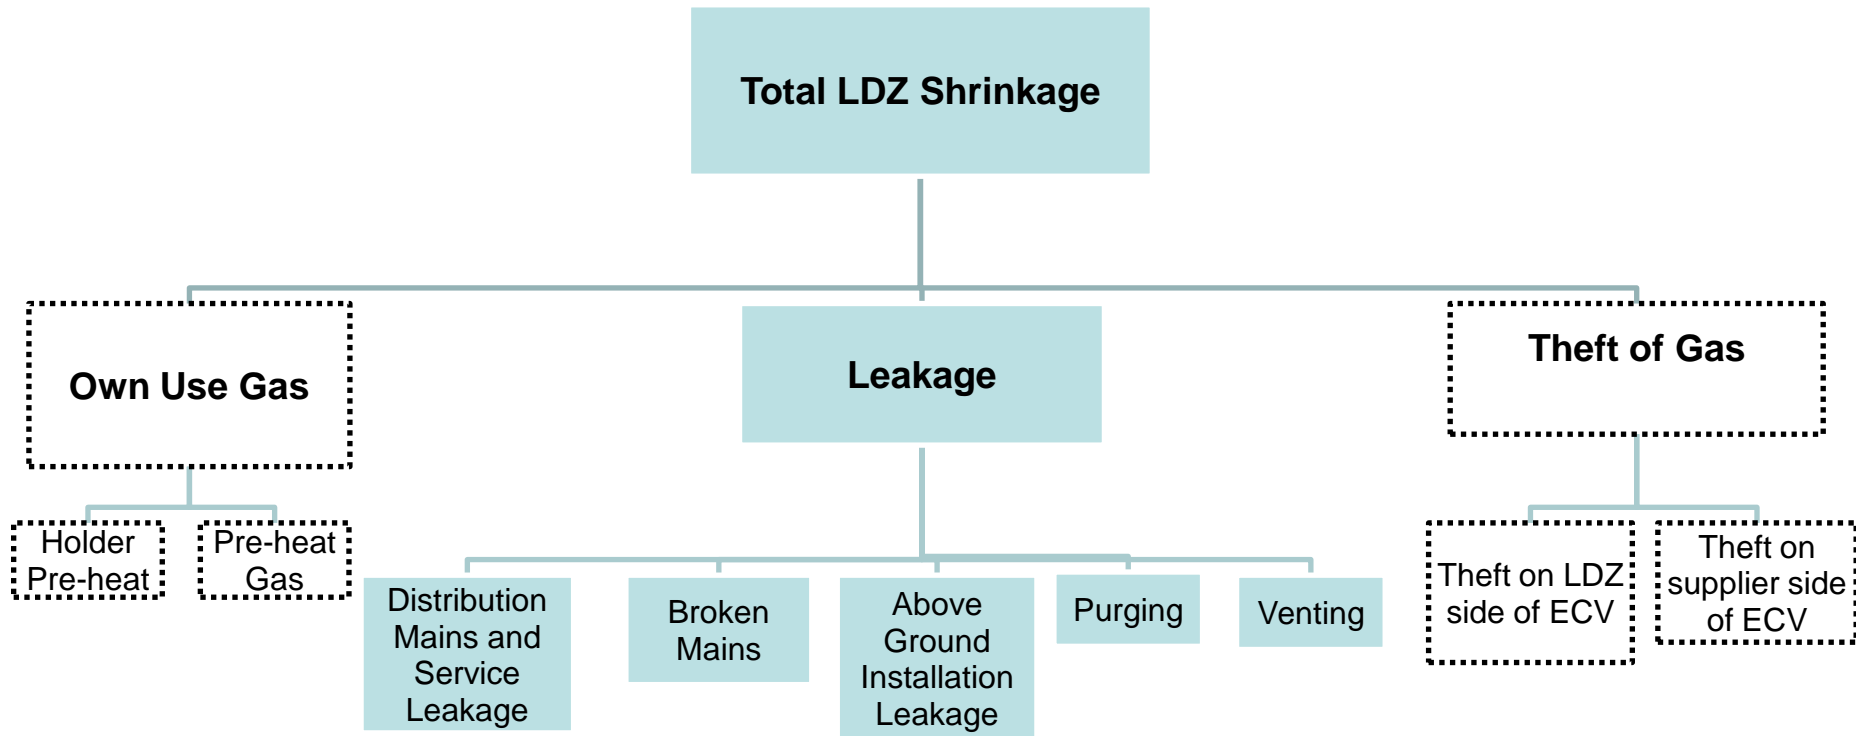 Total LDZ Shrinkage
Own Use Gas
Leakage
Theft of Gas
Holder
Pre-heat
Pre-heat
Gas
Distribution
Mains and
Service
Leakage
Broken
Mains
Above
Ground
Installation
Leakage
Purging
Venting
Theft on LDZ
side of ECV
Theft on
supplier side
of ECV